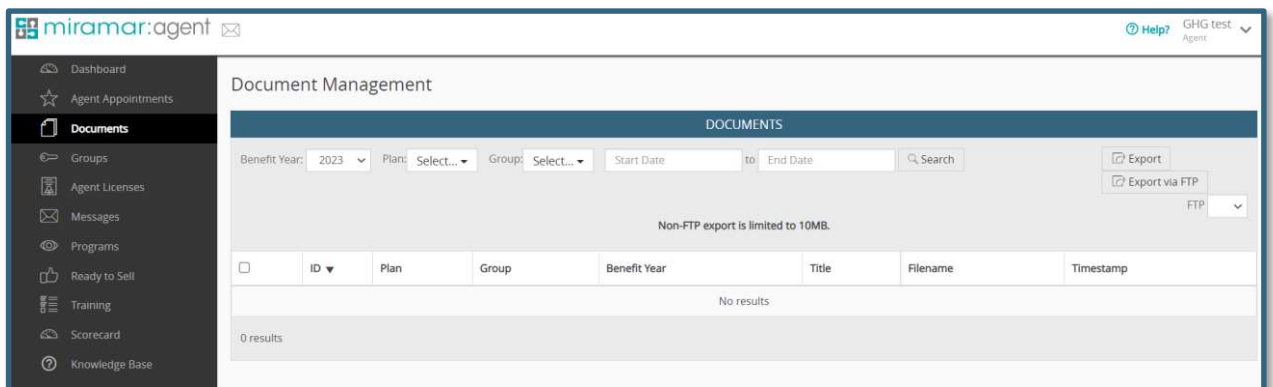 miramar:agent
Help?
GHG test
Agent
Dashboard
Agent Appointments
Documents
Groups
Agent Licenses
Messages
Programs
Ready to Sell
Training
Scorecard
Knowledge Base
Document Management
DOCUMENTS
Benefit Year: 2023 Plan: Select... Group: Select... Start Date to End Date Search Export
Export via FTP
FTP
Non-FTP export is limited to 10MB.
ID Plan Group Benefit Year Title Filename Timestamp
No results
0 results